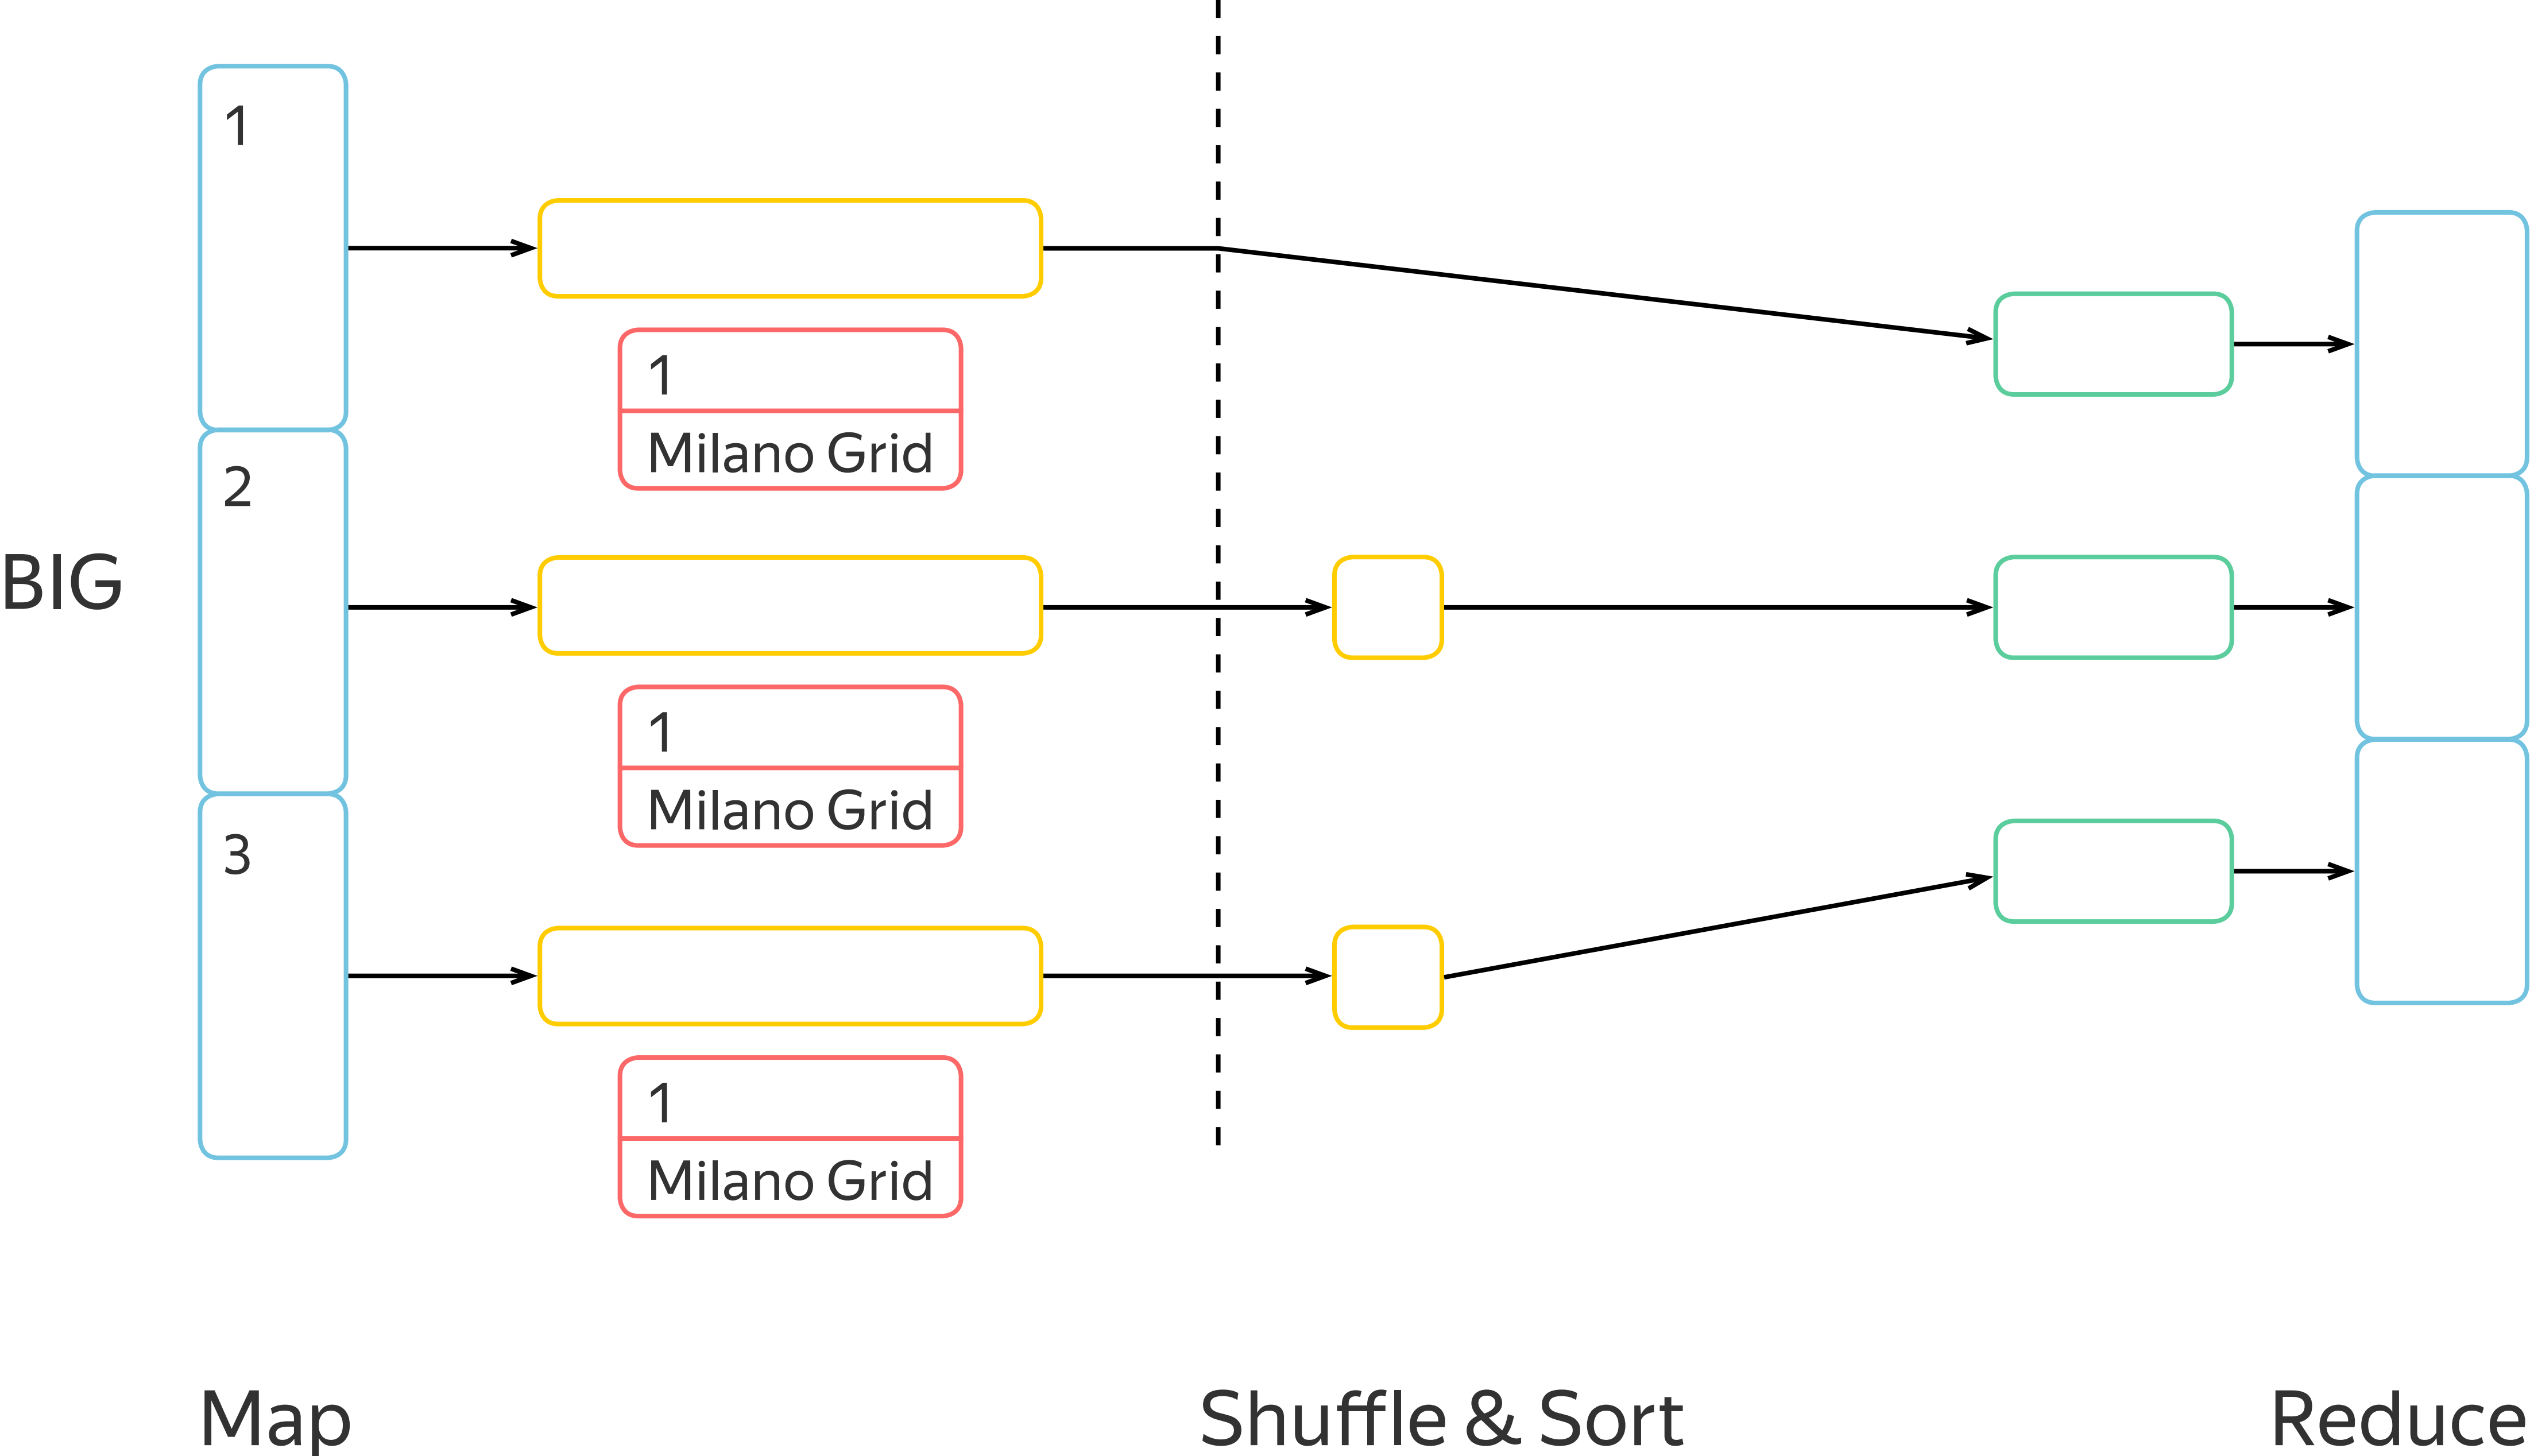 1
1
Milano Grid
2
BIG
1
Milano Grid
3
1
Milano Grid
Map
Shuffle & Sort
Reduce